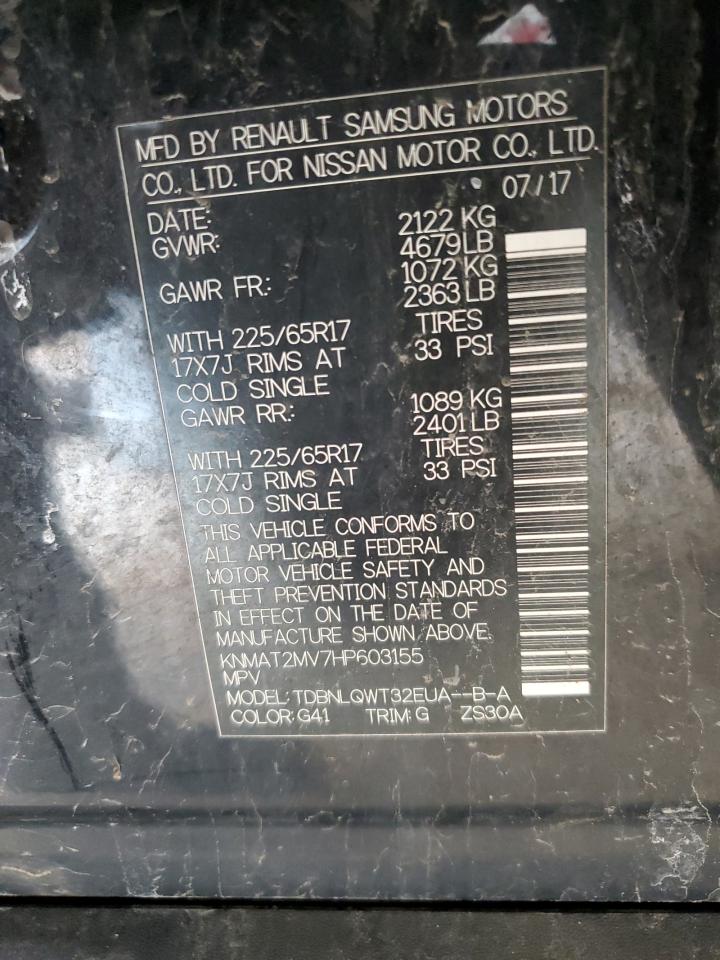 MFD BY RENAULT SAMSUNG MOTORS
CO., LTD. FOR NISSAN MOTOR CO., LTD.
DATE: 07/17
GVWR: 2122 KG
4679LB
GAWR FR: 1072 KG
2363LB
WITH 225/65R17 TIRES
17X7J RIMS AT 33 PSI
COLD SINGLE
GAWR RR: 1089 KG
2401LB
WITH 225/65R17 TIRES
17X7J RIMS AT 33 PSI
COLD SINGLE
THIS VEHICLE CONFORMS TO
ALL APPLICABLE FEDERAL
MOTOR VEHICLE SAFETY AND
THEFT PREVENTION STANDARDS
IN EFFECT ON THE DATE OF
MANUFACTURE SHOWN ABOVE.
KNMAT2MV7HP603155
MPV
MODEL:TDBNLQWT32EUA--B-A
COLOR:G41 TRIM:G ZS30A